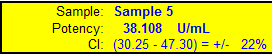 Sample: Sample 5
Potency: 38.108 U/mL
CI: (30.25 - 47.30) = +/- 22%